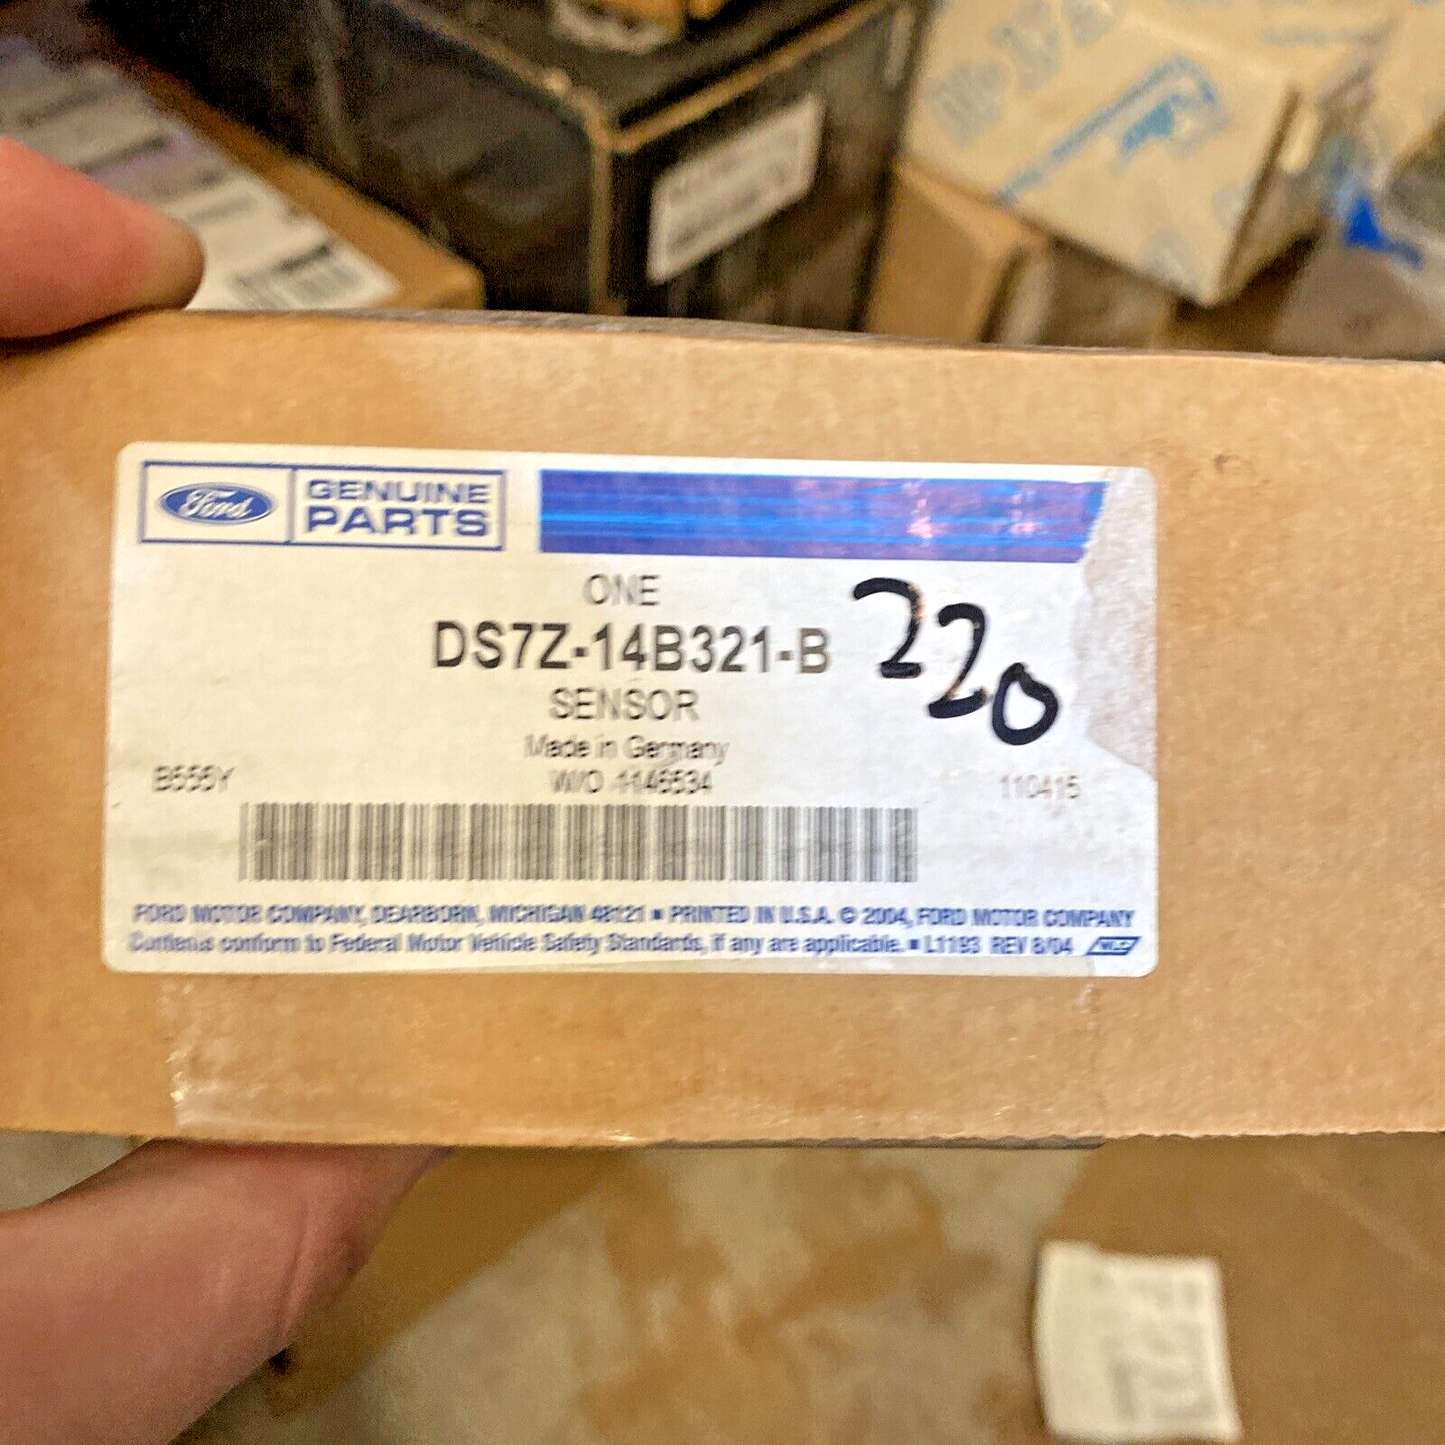 Ford GENUINE PARTS
ONE
DS7Z-14B321-B
220
SENSOR
Made in Germany
B555Y W/O 1146534 110415
FORD MOTOR COMPANY, DEARBORN, MICHIGAN 48121 ■ PRINTED IN U.S.A. © 2004, FORD MOTOR COMPANY
Contents conform to Federal Motor Vehicle Safety Standards, if any are applicable. ■ L1193 REV 8/04